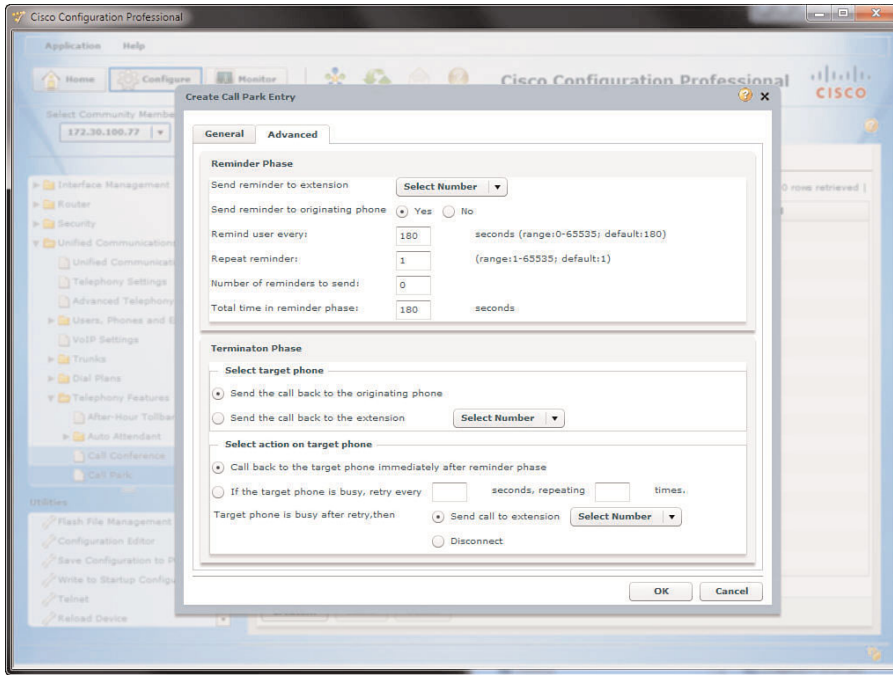 Cisco Configuration Professional
Application Help
Home Configure Monitor Cisco Configuration Professional
CISCO
Select Community Membe
172.30.100.77
Interface Management
Router
Security
Unified Communications
Unified Communicati
Telephony Settings
Advanced Telephony
Users, Phones and E
VoIP Settings
Trunks
Dial Plans
Telephony Features
After-Hour Tollbar
Auto Attendant
Call Conference
Call Park
Utilities
Flash File Management
Configuration Editor
Save Configuration to P
Write to Startup Configu
Telnet
Reload Device
0 rows retrieved |
Create Call Park Entry
General Advanced
Reminder Phase
Send reminder to extension Select Number
Send reminder to originating phone Yes No
Remind user every: 180 seconds (range:0-65535; default:180)
Repeat reminder: 1 (range:1-65535; default:1)
Number of reminders to send: 0
Total time in reminder phase: 180 seconds
Terminaton Phase
Select target phone
Send the call back to the originating phone
Send the call back to the extension Select Number
Select action on target phone
Call back to the target phone immediately after reminder phase
If the target phone is busy, retry every seconds, repeating times.
Target phone is busy after retry,then Send call to extension Select Number
Disconnect
OK Cancel